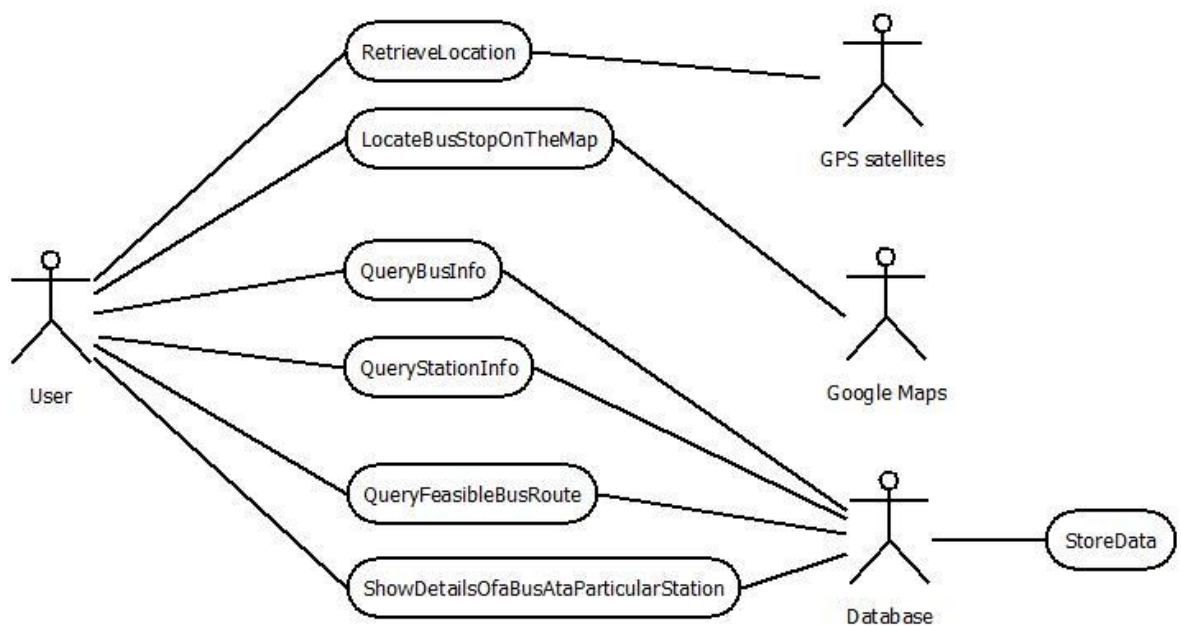 RetrieveLocation
LocateBusStopOnTheMap
GPS satellites
QueryBusInfo
QueryStationInfo
User
Google Maps
QueryFeasibleBusRoute
StoreData
ShowDetailsOfaBusAtaParticularStation
Database